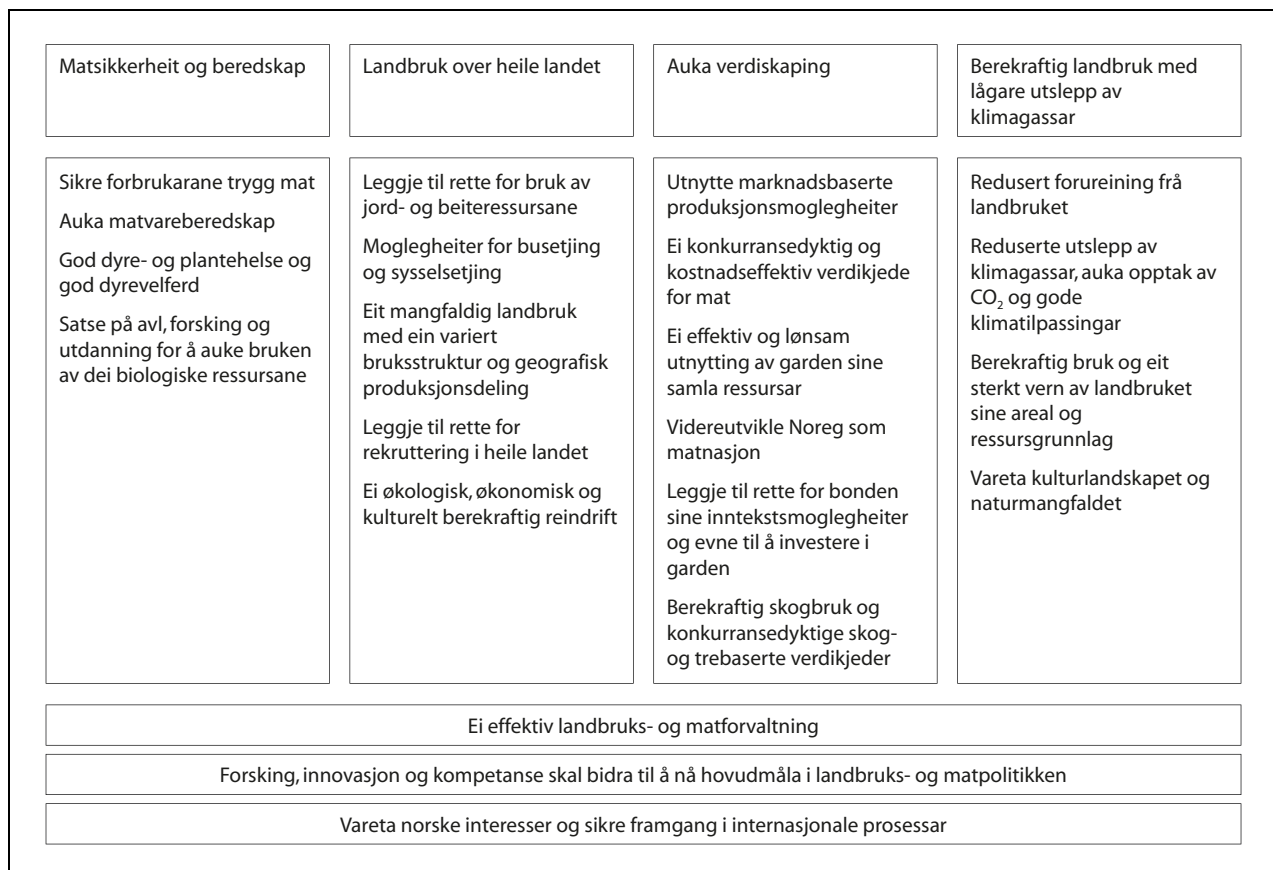 Matsikkerheit og beredskap
Landbruk over heile landet
Auka verdiskaping
Berekraftig landbruk med
lågare utslepp av
klimagassar
Sikre forbrukarane trygg mat
Auka matvareberedskap
God dyre- og plantehelse og
god dyrevelferd
Satse på avl, forsking og
utdanning for å auke bruken
av dei biologiske ressursane
Leggje til rette for bruk av
jord- og beiteressursane
Moglegheiter for busetjing
og sysselsetjing
Eit mangfaldig landbruk
med ein variert
bruksstruktur og geografisk
produksjonsdeling
Leggje til rette for
rekruttering i heile landet
Ei økologisk, økonomisk og
kulturelt berekraftig reindrift
Utnytte marknadsbaserte
produksjonsmoglegheiter
Ei konkurransedyktig og
kostnadseffektiv verdikjede
for mat
Ei effektiv og lønsam
utnytting av garden sine
samla ressursar
Videreutvikle Noreg som
matnasjon
Leggje til rette for bonden
sine inntekstsmoglegheiter
og evne til å investere i
garden
Berekraftig skogbruk og
konkurransedyktige skog-
og trebaserte verdikjeder
Redusert forureining frå
landbruket
Reduserte utslepp av
klimagassar, auka opptak av
CO₂ og gode
klimatilpassingar
Berekraftig bruk og eit
sterkt vern av landbruket
sine areal og
ressursgrunnlag
Vareta kulturlandskapet og
naturmangfaldet
Ei effektiv landbruks- og matforvaltning
Forsking, innovasjon og kompetanse skal bidra til å nå hovudmåla i landbruks- og matpolitikken
Vareta norske interesser og sikre framgang i internasjonale prosessar